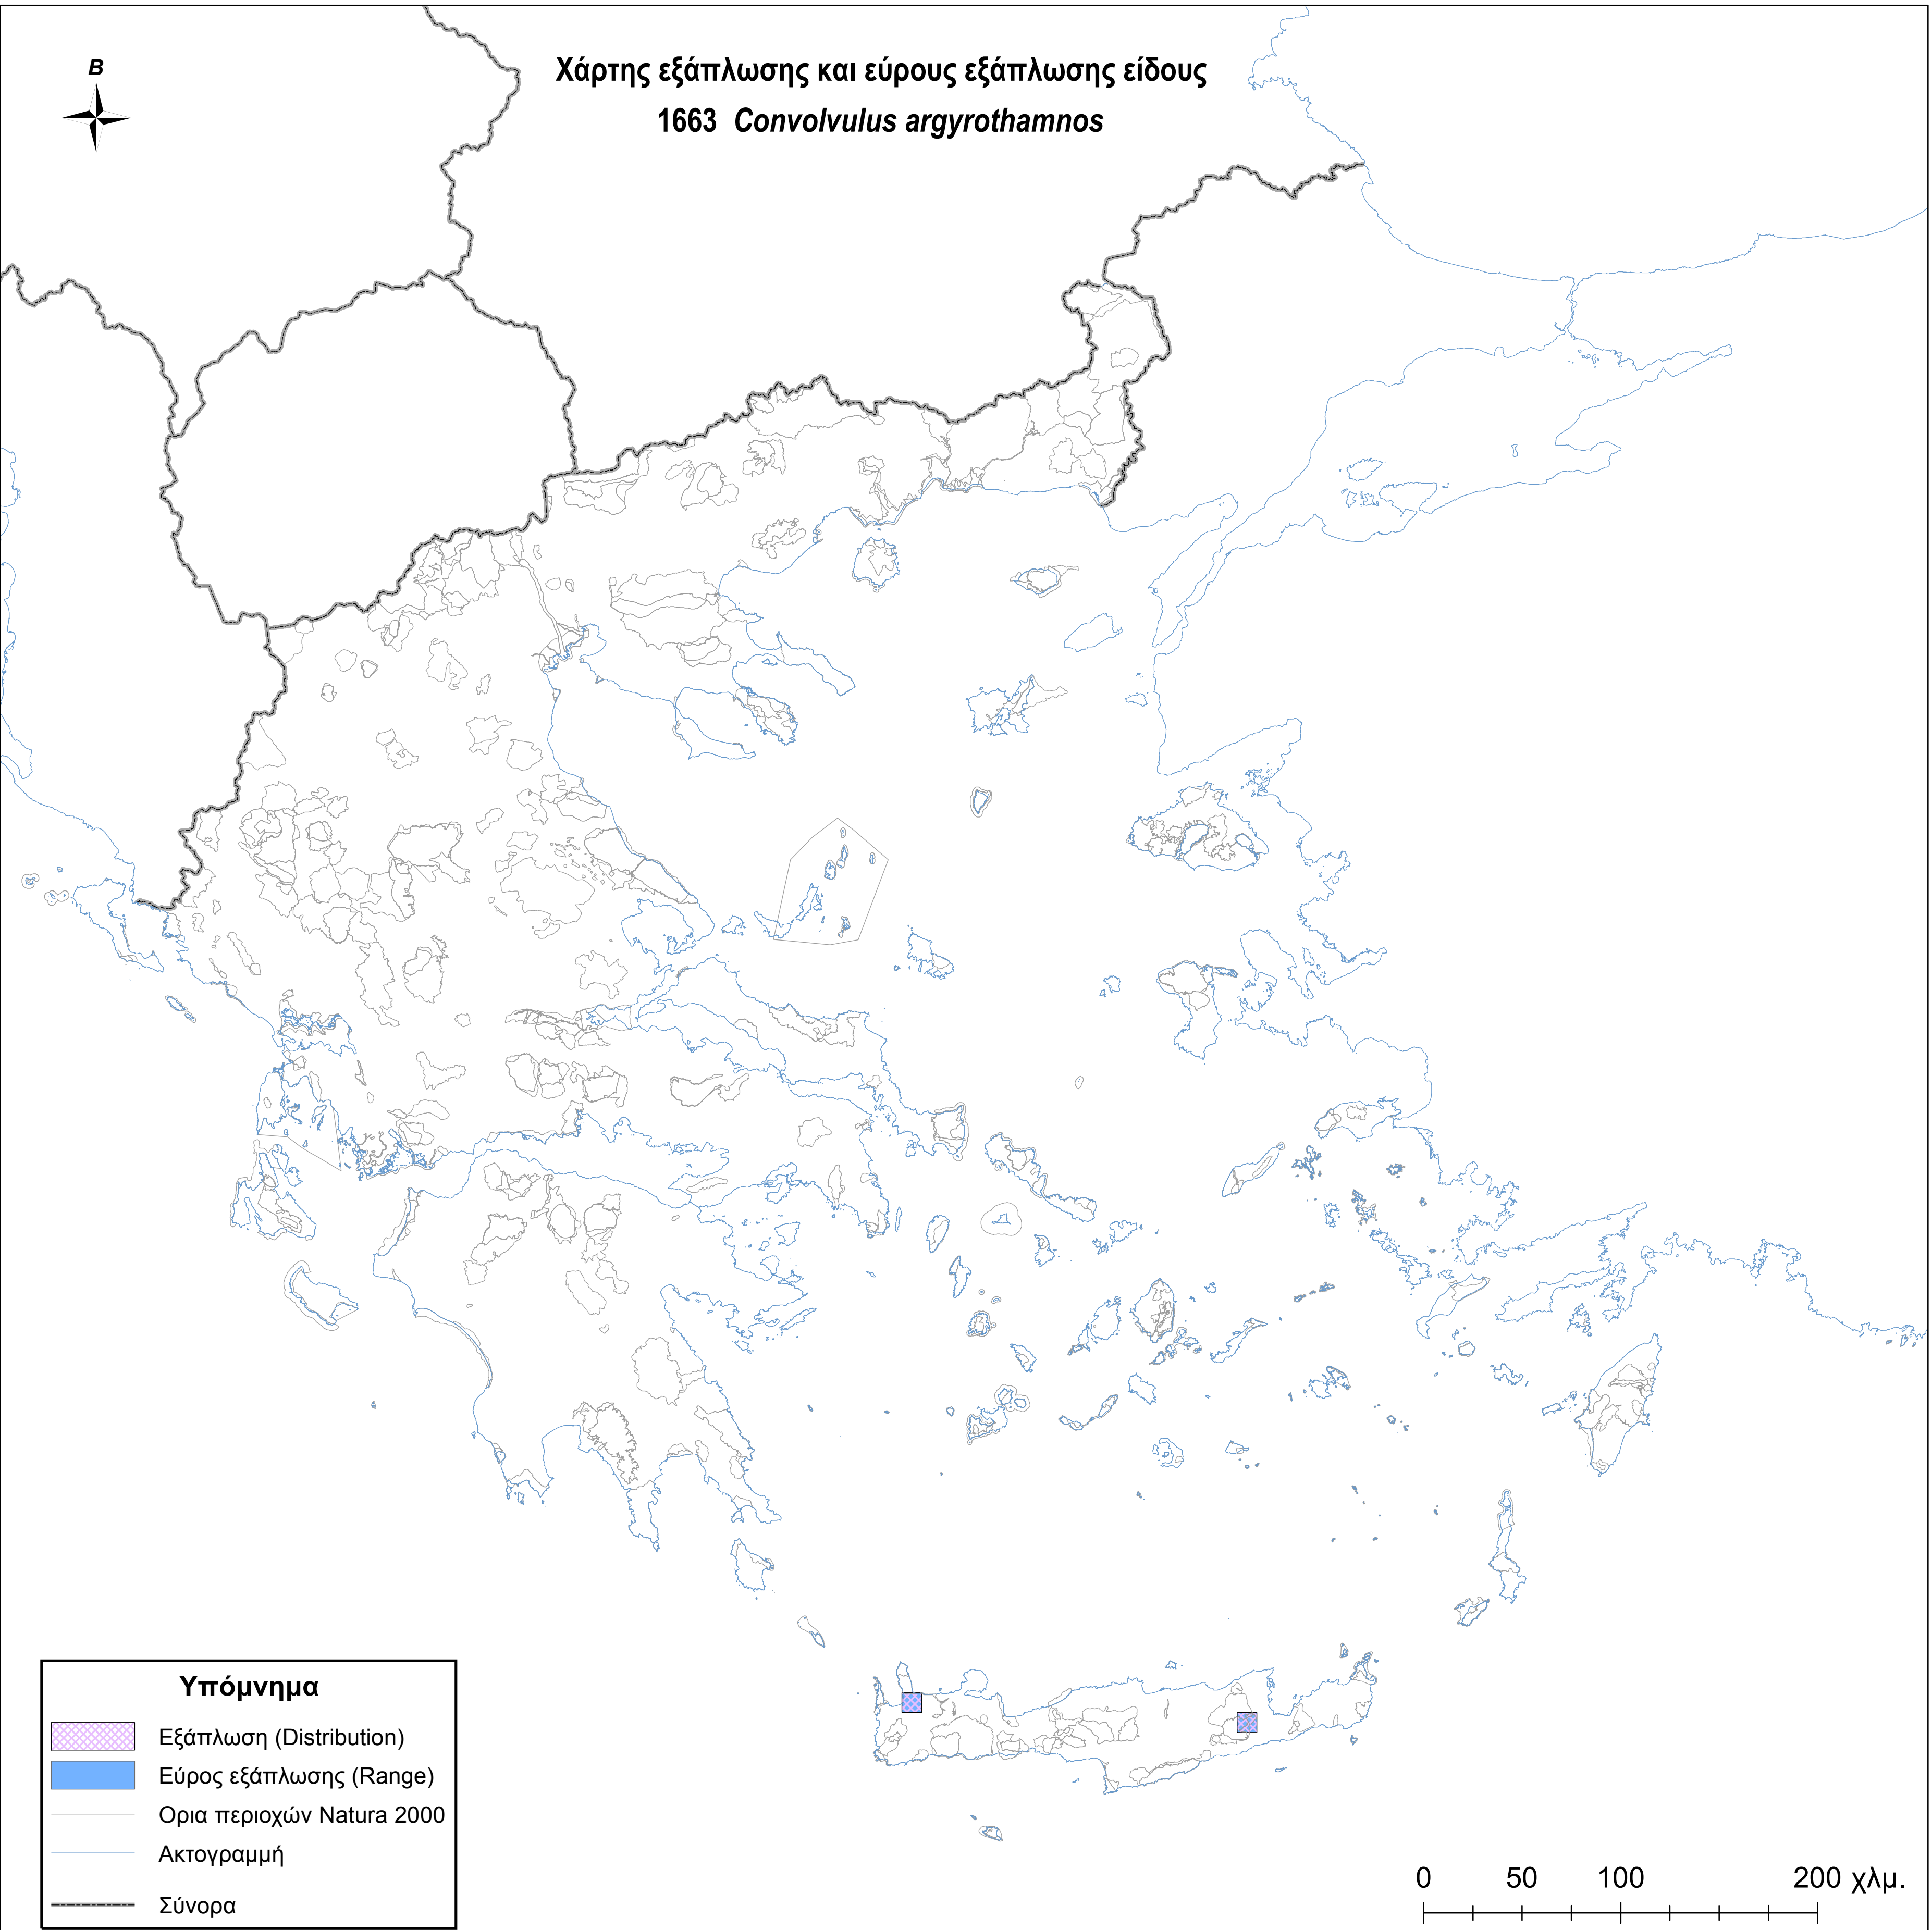 Χάρτης εξάπλωσης και εύρους εξάπλωσης είδους
1663 Convolvulus argyrothamnos
B
Υπόμνημα
Εξάπλωση (Distribution)
Εύρος εξάπλωσης (Range)
Ορια περιοχών Natura 2000
Ακτογραμμή
Σύνορα
0 50 100 200 χλμ.